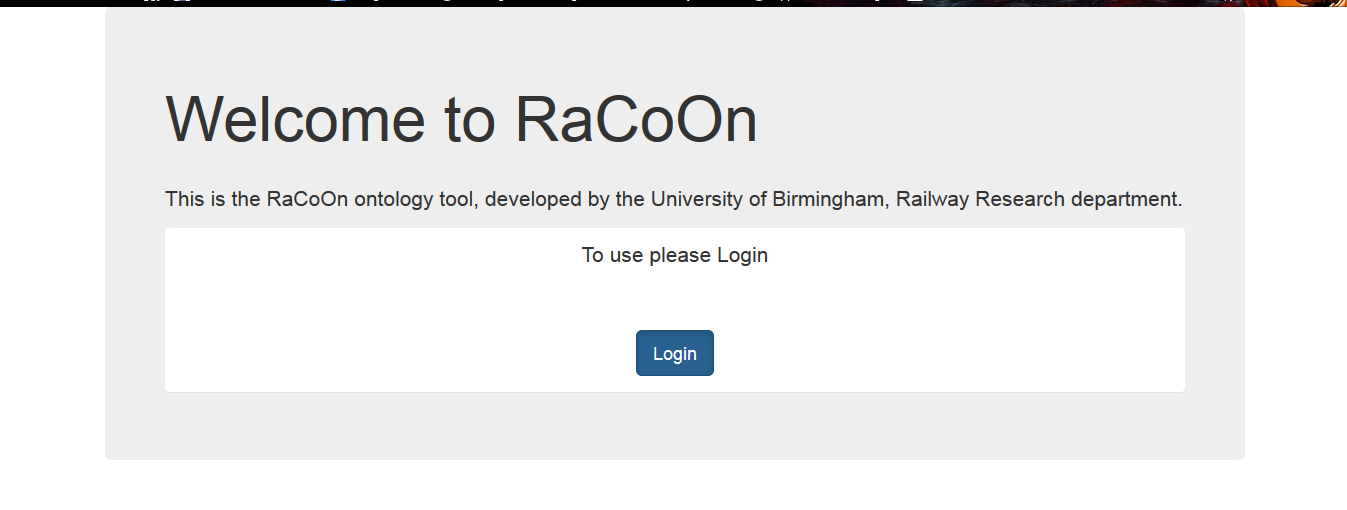 Welcome to RaCoOn
This is the RaCoOn ontology tool, developed by the University of Birmingham, Railway Research department.
To use please Login
Login